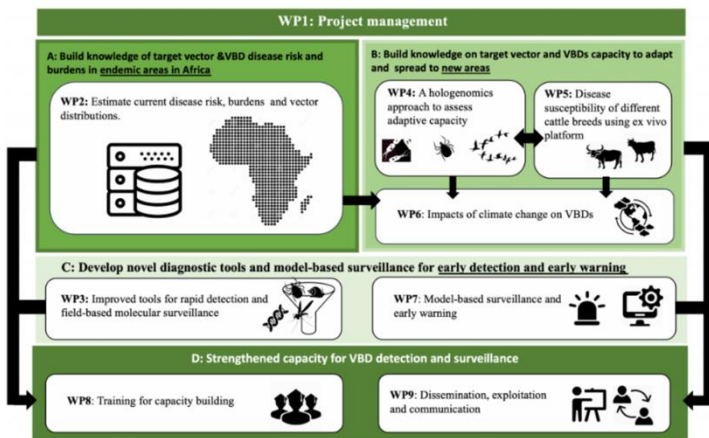 WP1: Project management
A: Build knowledge of target vector &VBD disease risk and
burdens in endemic areas in Africa
WP2: Estimate current disease risk, burdens and vector
distributions.
B: Build knowledge on target vector and VBDs capacity to adapt
and spread to new areas
WP4: A hologenomics
approach to assess
adaptive capacity
WP5: Disease
susceptibility of different
cattle breeds using ex vivo
platform
WP6: Impacts of climate change on VBDs
C: Develop novel diagnostic tools and model-based surveillance for early detection and early warning
WP3: Improved tools for rapid detection and
field-based molecular surveillance
WP7: Model-based surveillance and
early warning
D: Strengthened capacity for VBD detection and surveillance
WP8: Training for capacity building
WP9: Dissemination, exploitation
and communication